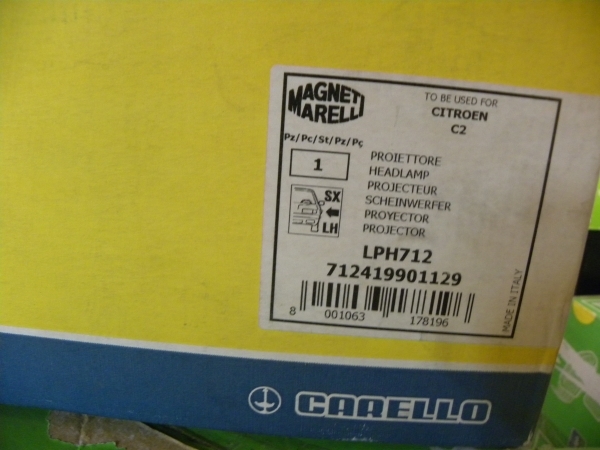 MAGNETI
MARELLI
TO BE USED FOR
CITROEN
C2
Pz/Pc/St/Pz/Pç
1
PROIETTORE
HEADLAMP
PROJECTEUR
SCHEINWERFER
PROYECTOR
PROJECTOR
SX
LH
LPH712
712419901129
8 001063 178196
MADE IN ITALY
CARELLO